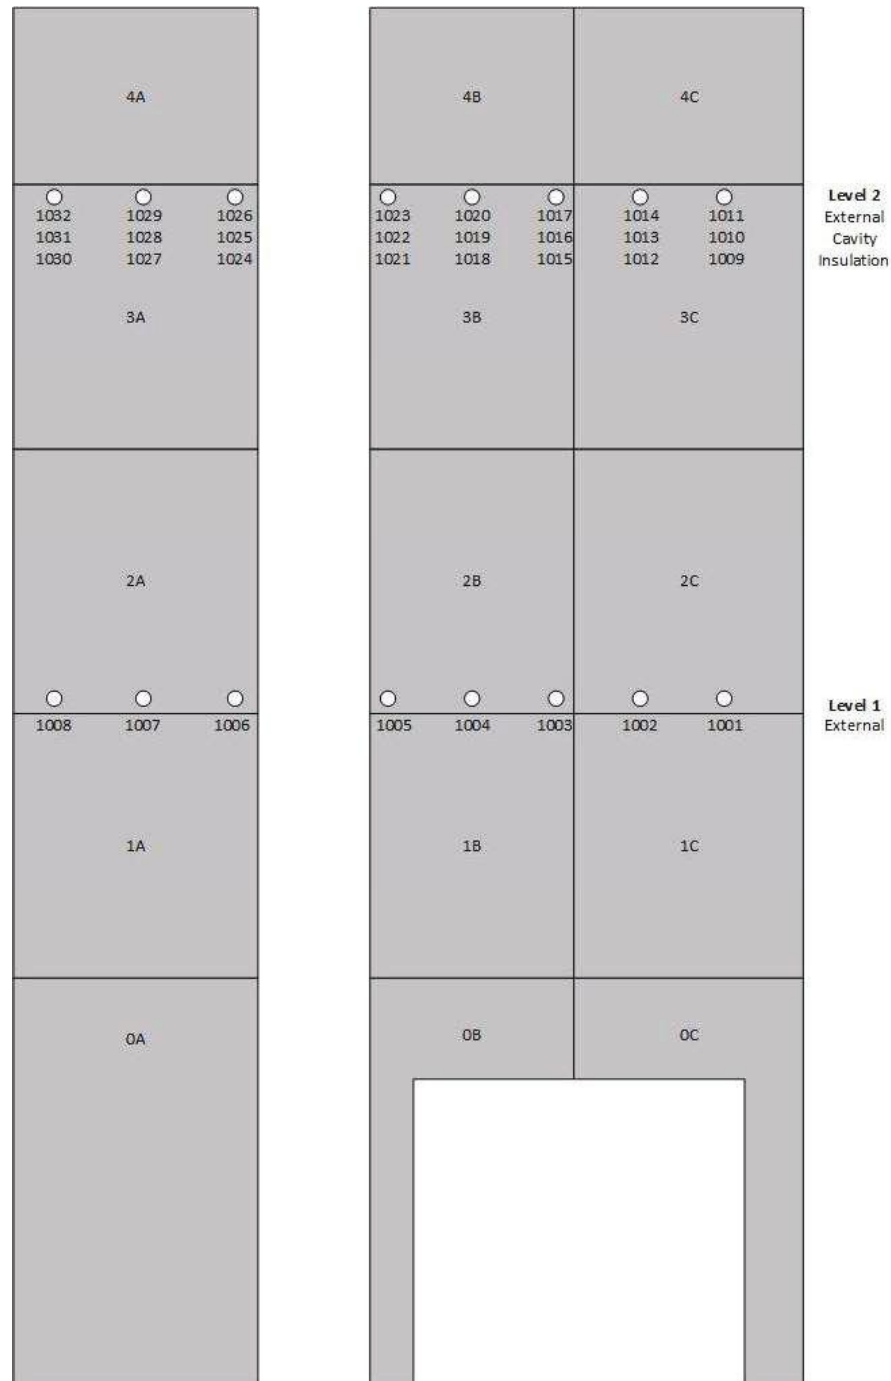 4A 4B 4C
Level 2
1032 1029 1026 1023 1020 1017 1014 1011 External
1031 1028 1025 1022 1019 1016 1013 1010 Cavity
1030 1027 1024 1021 1018 1015 1012 1009 Insulation
3A 3B 3C
2A 2B 2C
Level 1
1008 1007 1006 1005 1004 1003 1002 1001 External
1A 1B 1C
0A 0B 0C